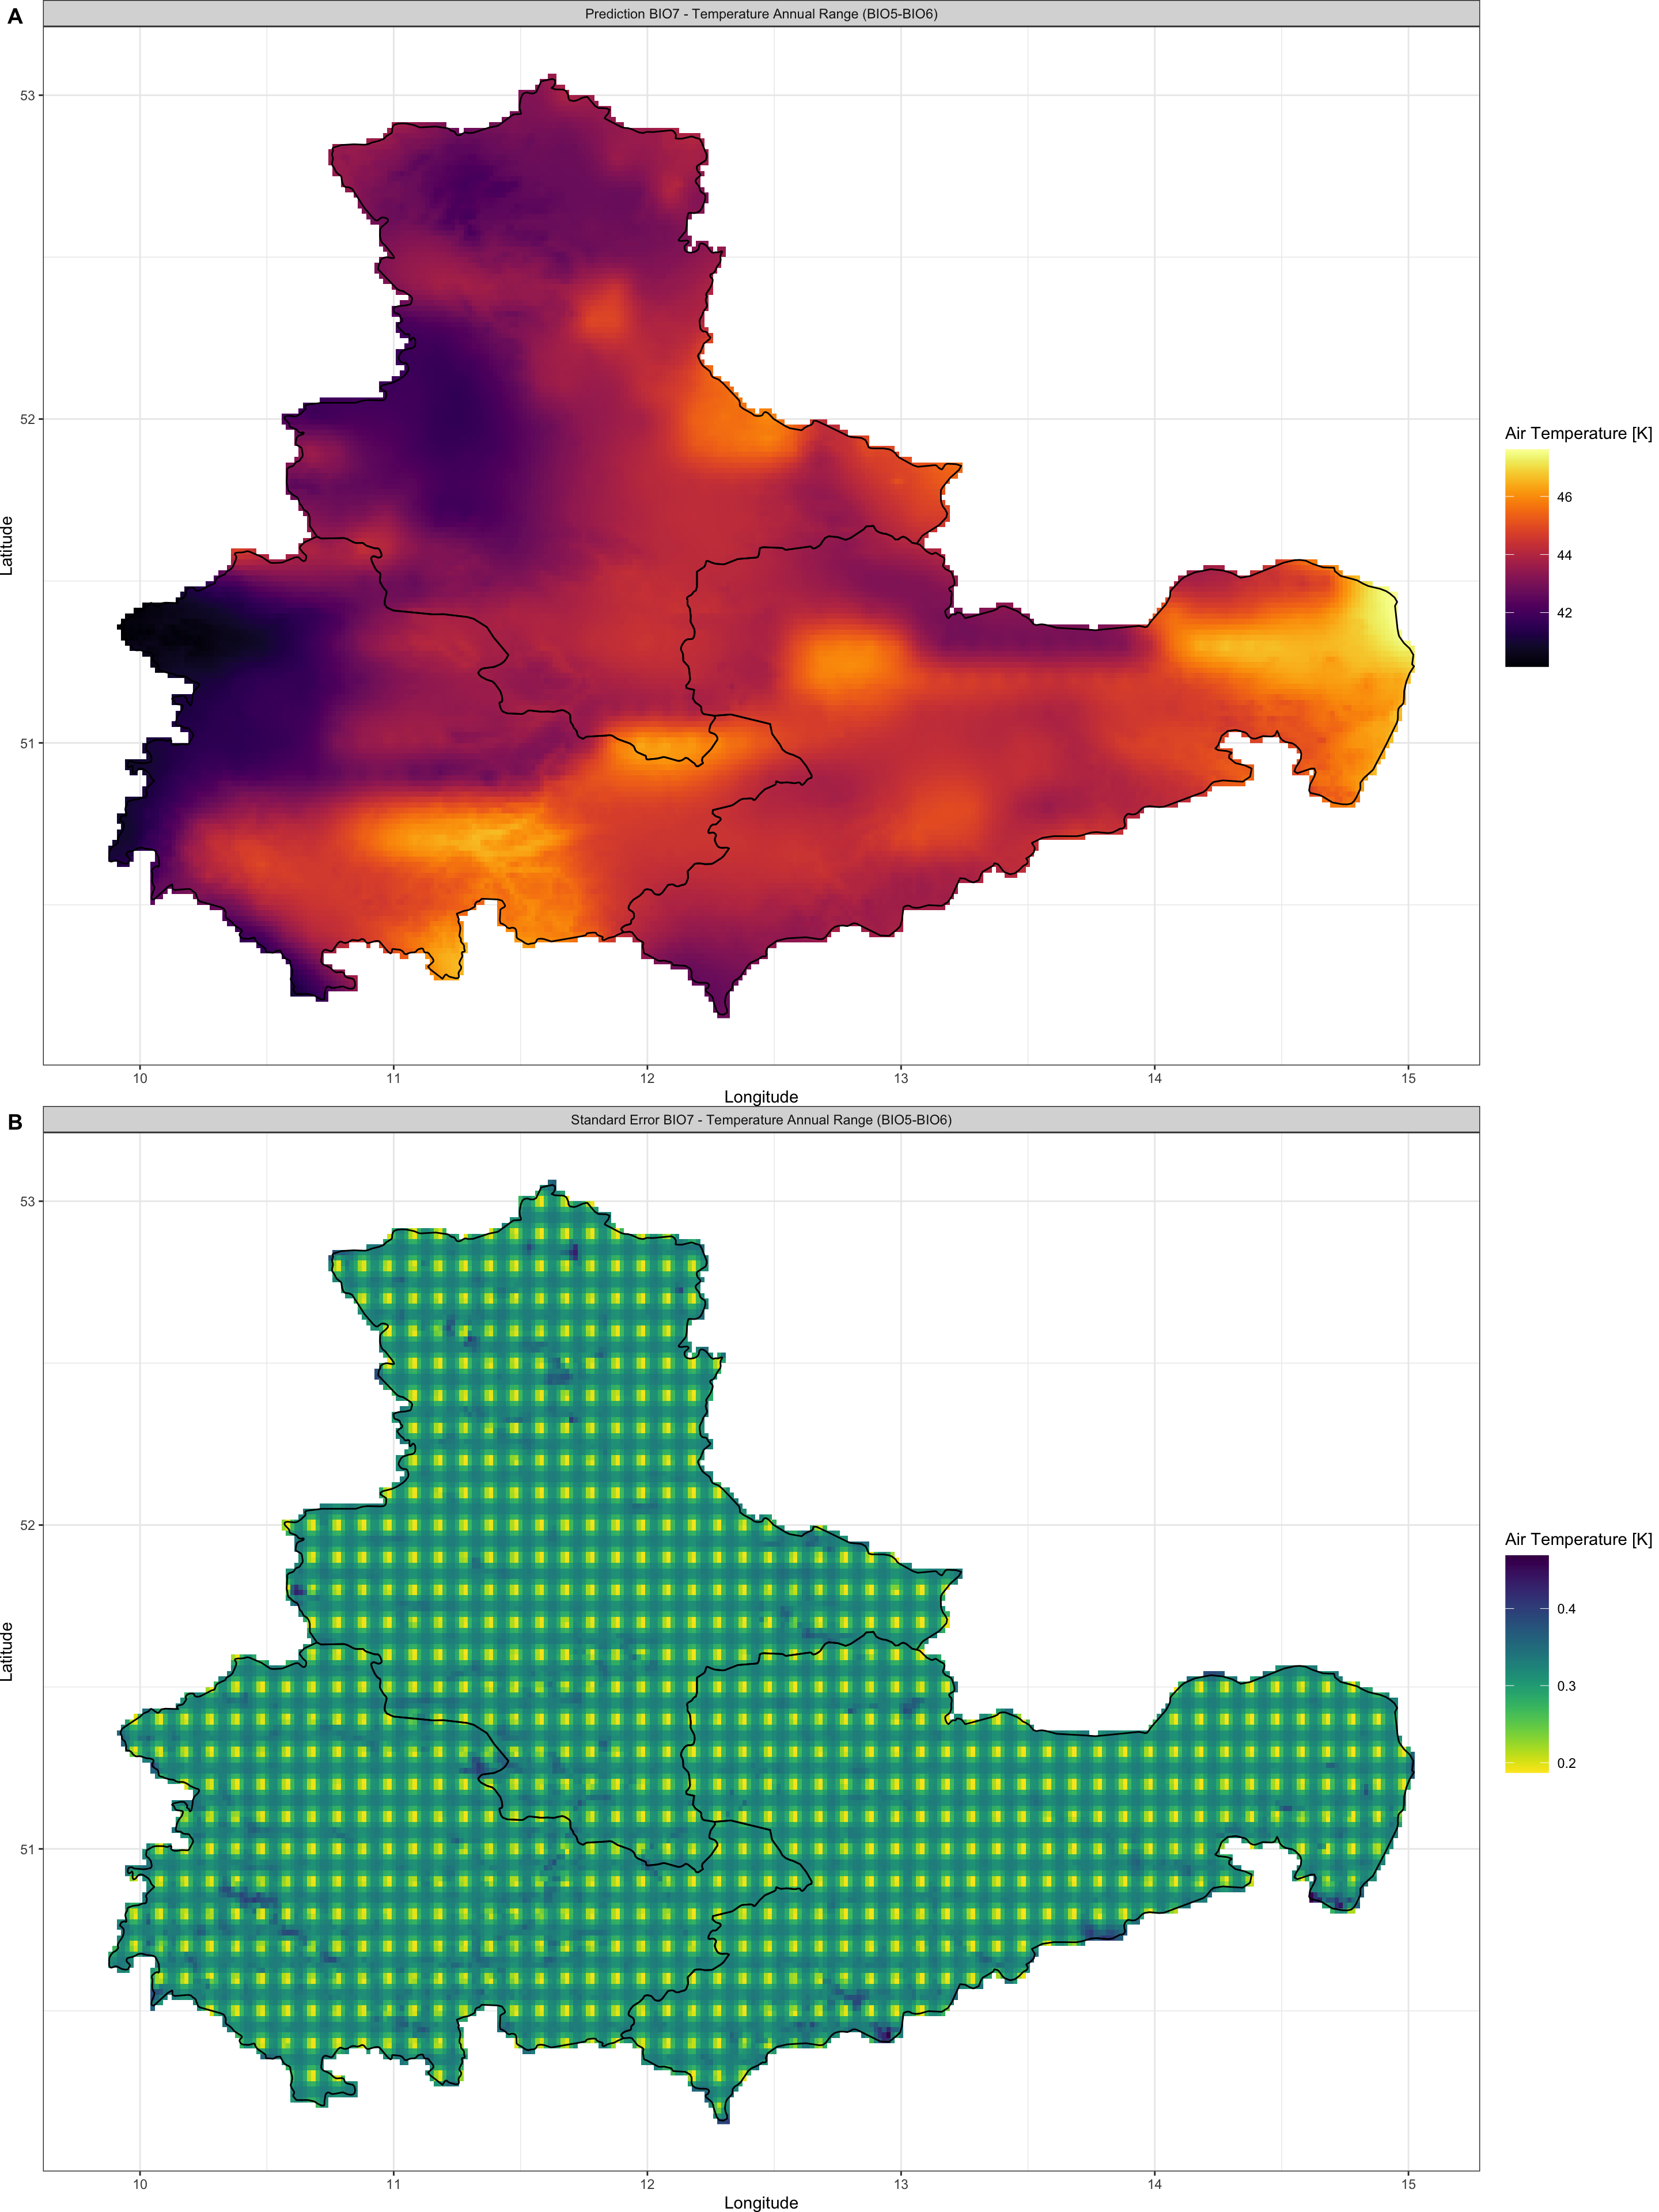 A
Prediction BIO7 - Temperature Annual Range (BIO5-BIO6)
53
52
51
Latitude
10 11 12 13 14 15
Longitude
Air Temperature [K]
46
44
42
B
Standard Error BIO7 - Temperature Annual Range (BIO5-BIO6)
53
52
51
Latitude
10 11 12 13 14 15
Longitude
Air Temperature [K]
0.4
0.3
0.2